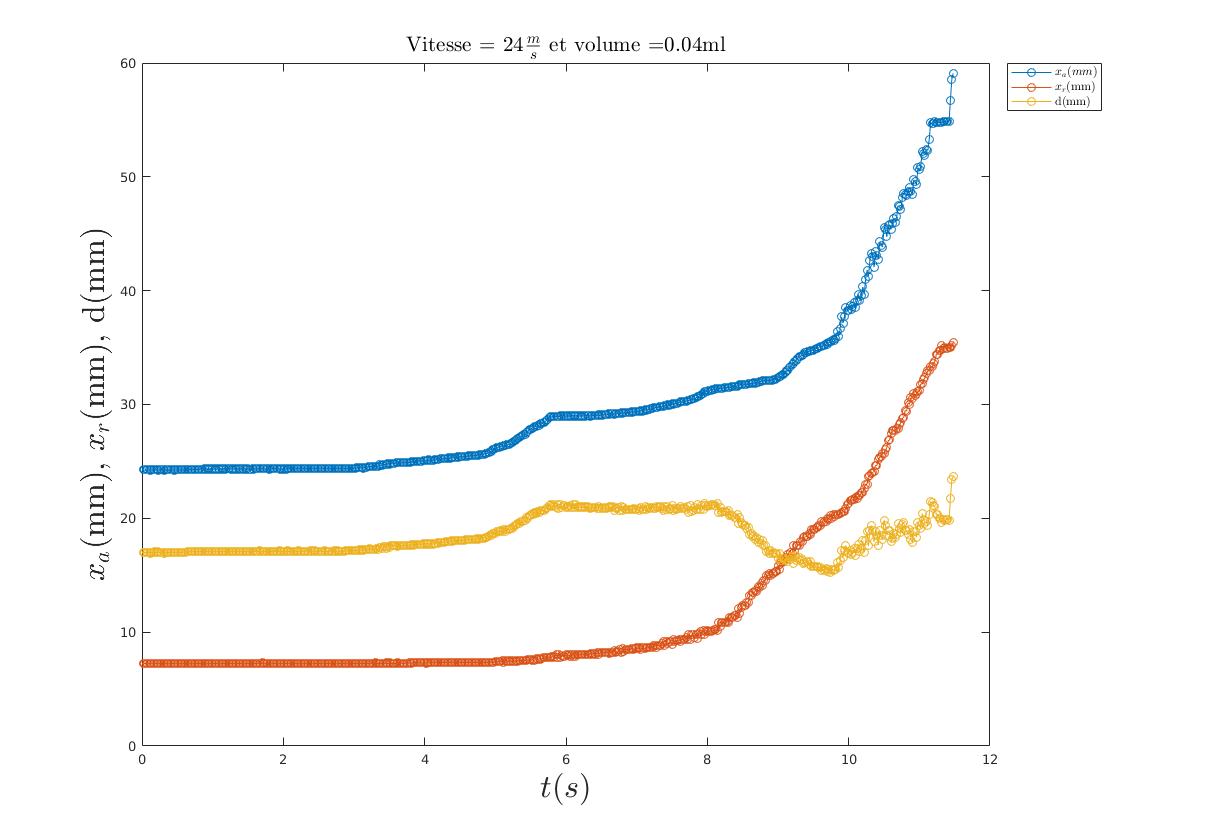 Vitesse = 24 m/s et volume =0.04ml
x_a(mm)
x_r(mm)
d(mm)
x_a(mm), x_r(mm), d(mm)
60
50
40
30
20
10
0
0 2 4 6 8 10 12
t(s)